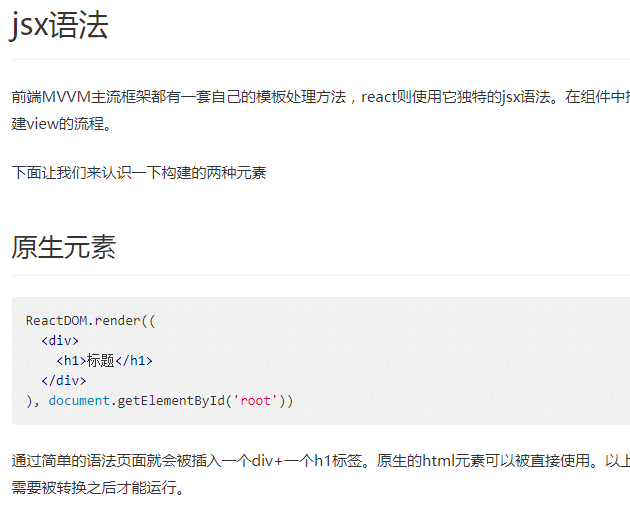 jsx语法
前端MVVM主流框架都有一套自己的模板处理方法，react则使用它独特的jsx语法。在组件中
建view的流程。
下面让我们来认识一下构建的两种元素
原生元素
ReactDOM.render((
  <div>
    <h1>标题</h1>
  </div>
), document.getElementById('root'))
通过简单的语法页面就会被插入一个div+一个h1标签。原生的html元素可以被直接使用。以上
需要被转换之后才能运行。